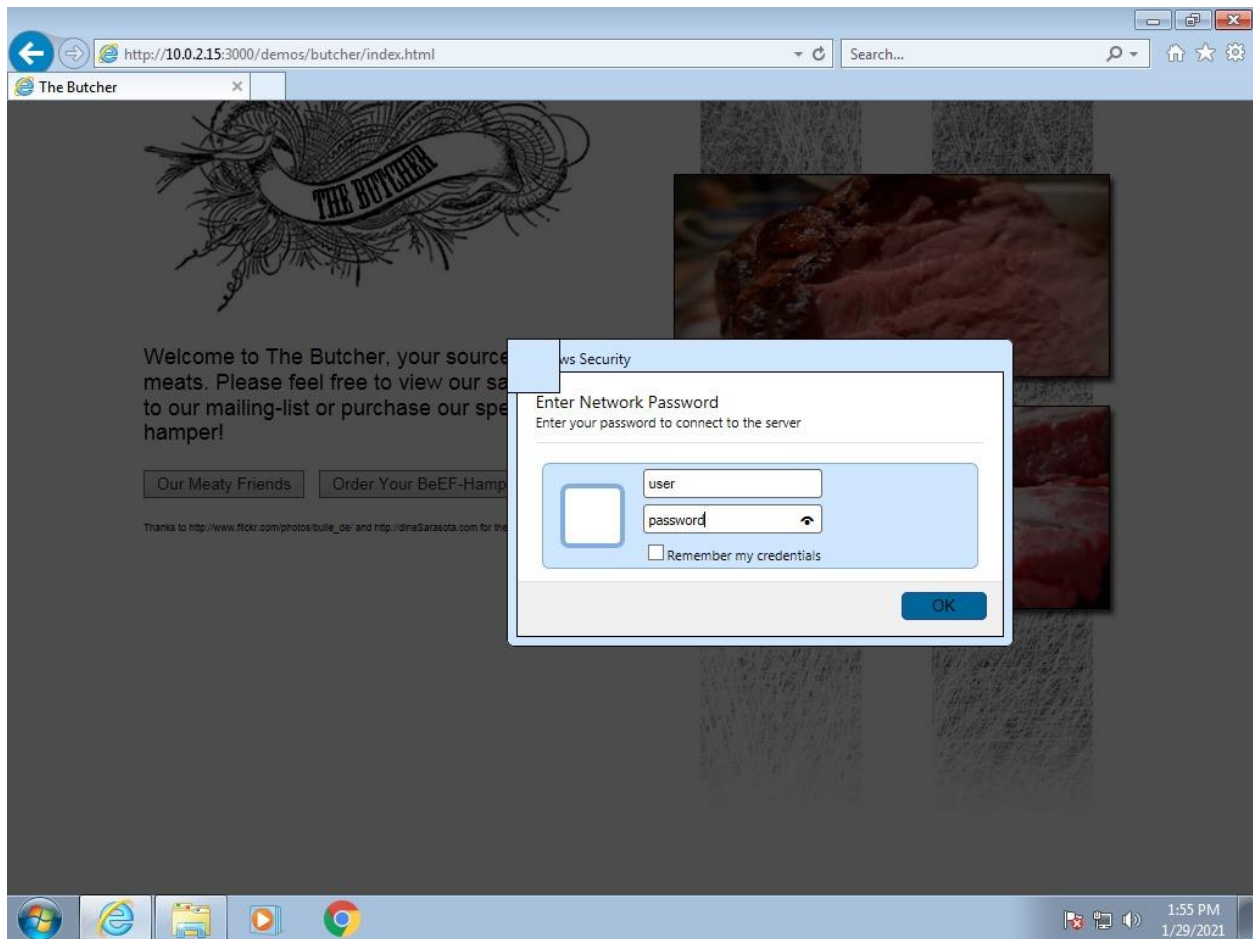 http://10.0.2.15:3000/demos/butcher/index.html
Search...
The Butcher
THE BUTCHER
Welcome to The Butcher, your source
meats. Please feel free to view our sa
to our mailing-list or purchase our spe
hamper!
Our Meaty Friends
Order Your BeEF-Hamp
Thanks to http://www.flickr.com/photos/bulle_de/ and http://dineSarasota.com for the
ws Security
Enter Network Password
Enter your password to connect to the server
user
password
Remember my credentials
OK
1:55 PM
1/29/2021